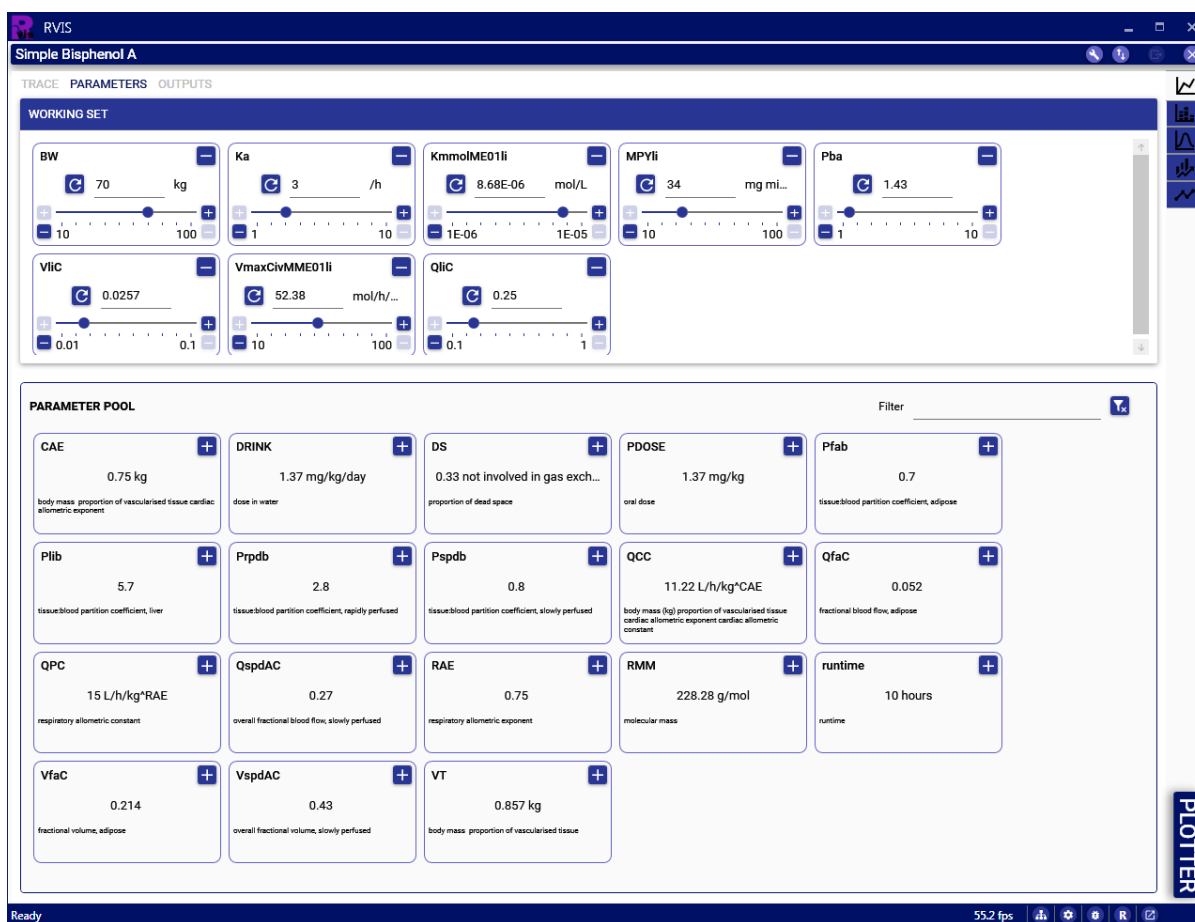 RVIS
Simple Bisphenol A
TRACE PARAMETERS OUTPUTS
WORKING SET
BW Ka KmmolME01li MPYli Pba
70 kg 3 /h 8.68E-06 mol/L 34 mg mi... 1.43
10 100 1 10 1E-06 1E-05 10 100 1 10
VliC VmaxCivMME01li QliC
0.0257 52.38 mol/h/... 0.25
0.01 0.1 10 100 0.1 1
PARAMETER POOL Filter
CAE DRINK DS PDOSE Pfab
0.75 kg 1.37 mg/kg/day 0.33 not involved in gas exch... 1.37 mg/kg 0.7
body mass proportion of vascularised tissue cardiac allometric exponent dose in water proportion of dead space oral dose tissue:blood partition coefficient, adipose
Plib Prpdb Pspdb QCC QfaC
5.7 2.8 0.8 11.22 L/h/kg^CAE 0.052
tissue:blood partition coefficient, liver tissue:blood partition coefficient, rapidly perfused tissue:blood partition coefficient, slowly perfused body mass (kg) proportion of vascularised tissue cardiac allometric exponent cardiac allometric constant fractional blood flow, adipose
QPC QspdAC RAE RMM runtime
15 L/h/kg^RAE 0.27 0.75 228.28 g/mol 10 hours
respiratory allometric constant overall fractional blood flow, slowly perfused respiratory allometric exponent molecular mass runtime
VfaC VspdAC VT
0.214 0.43 0.857 kg
fractional volume, adipose overall fractional volume, slowly perfused body mass proportion of vascularised tissue
PLOTTER
Ready 55.2 fps R